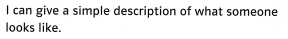 I can give a simple description of what someone
looks like.